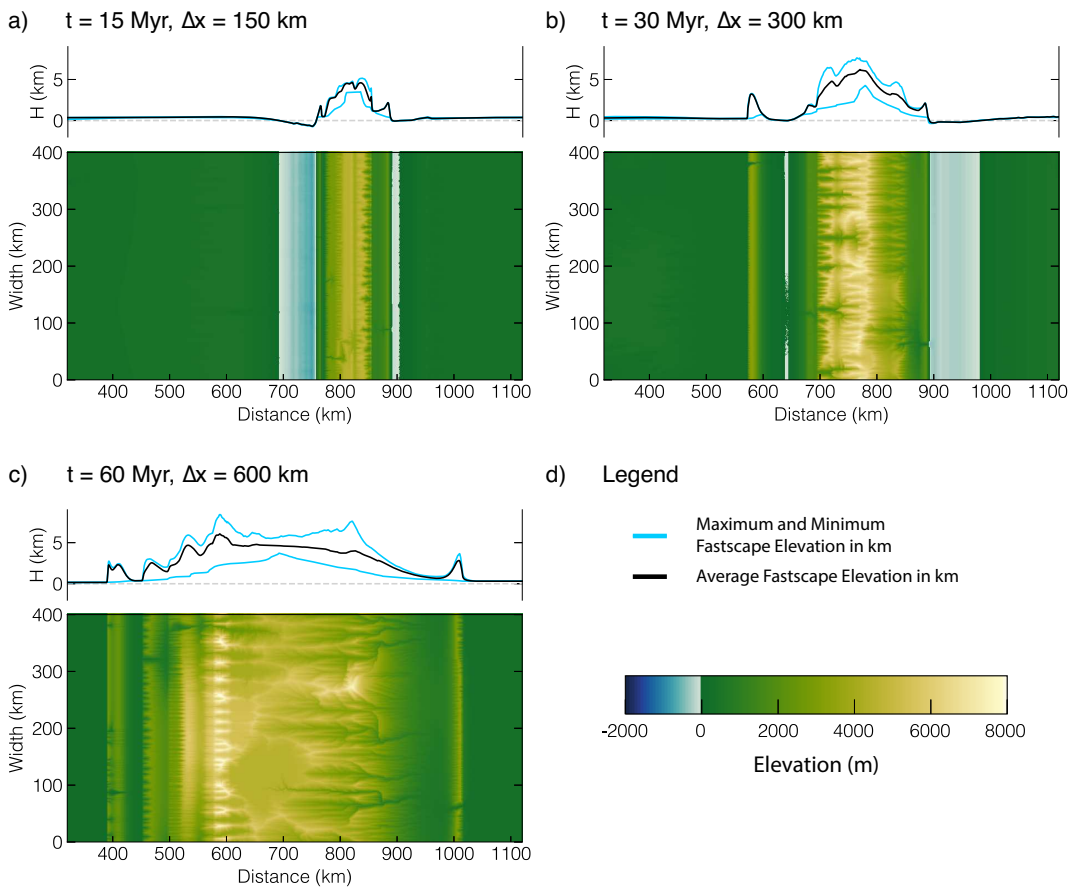 a) t = 15 Myr, Δx = 150 km
H (km)
5
0
Width (km)
400
300
200
100
0
400 500 600 700 800 900 1000 1100
Distance (km)
b) t = 30 Myr, Δx = 300 km
H (km)
5
0
Width (km)
400
300
200
100
0
400 500 600 700 800 900 1000 1100
Distance (km)
c) t = 60 Myr, Δx = 600 km
H (km)
5
0
Width (km)
400
300
200
100
0
400 500 600 700 800 900 1000 1100
Distance (km)
d) Legend
Maximum and Minimum
Fastscape Elevation in km
Average Fastscape Elevation in km
-2000 0 2000 4000 6000 8000
Elevation (m)